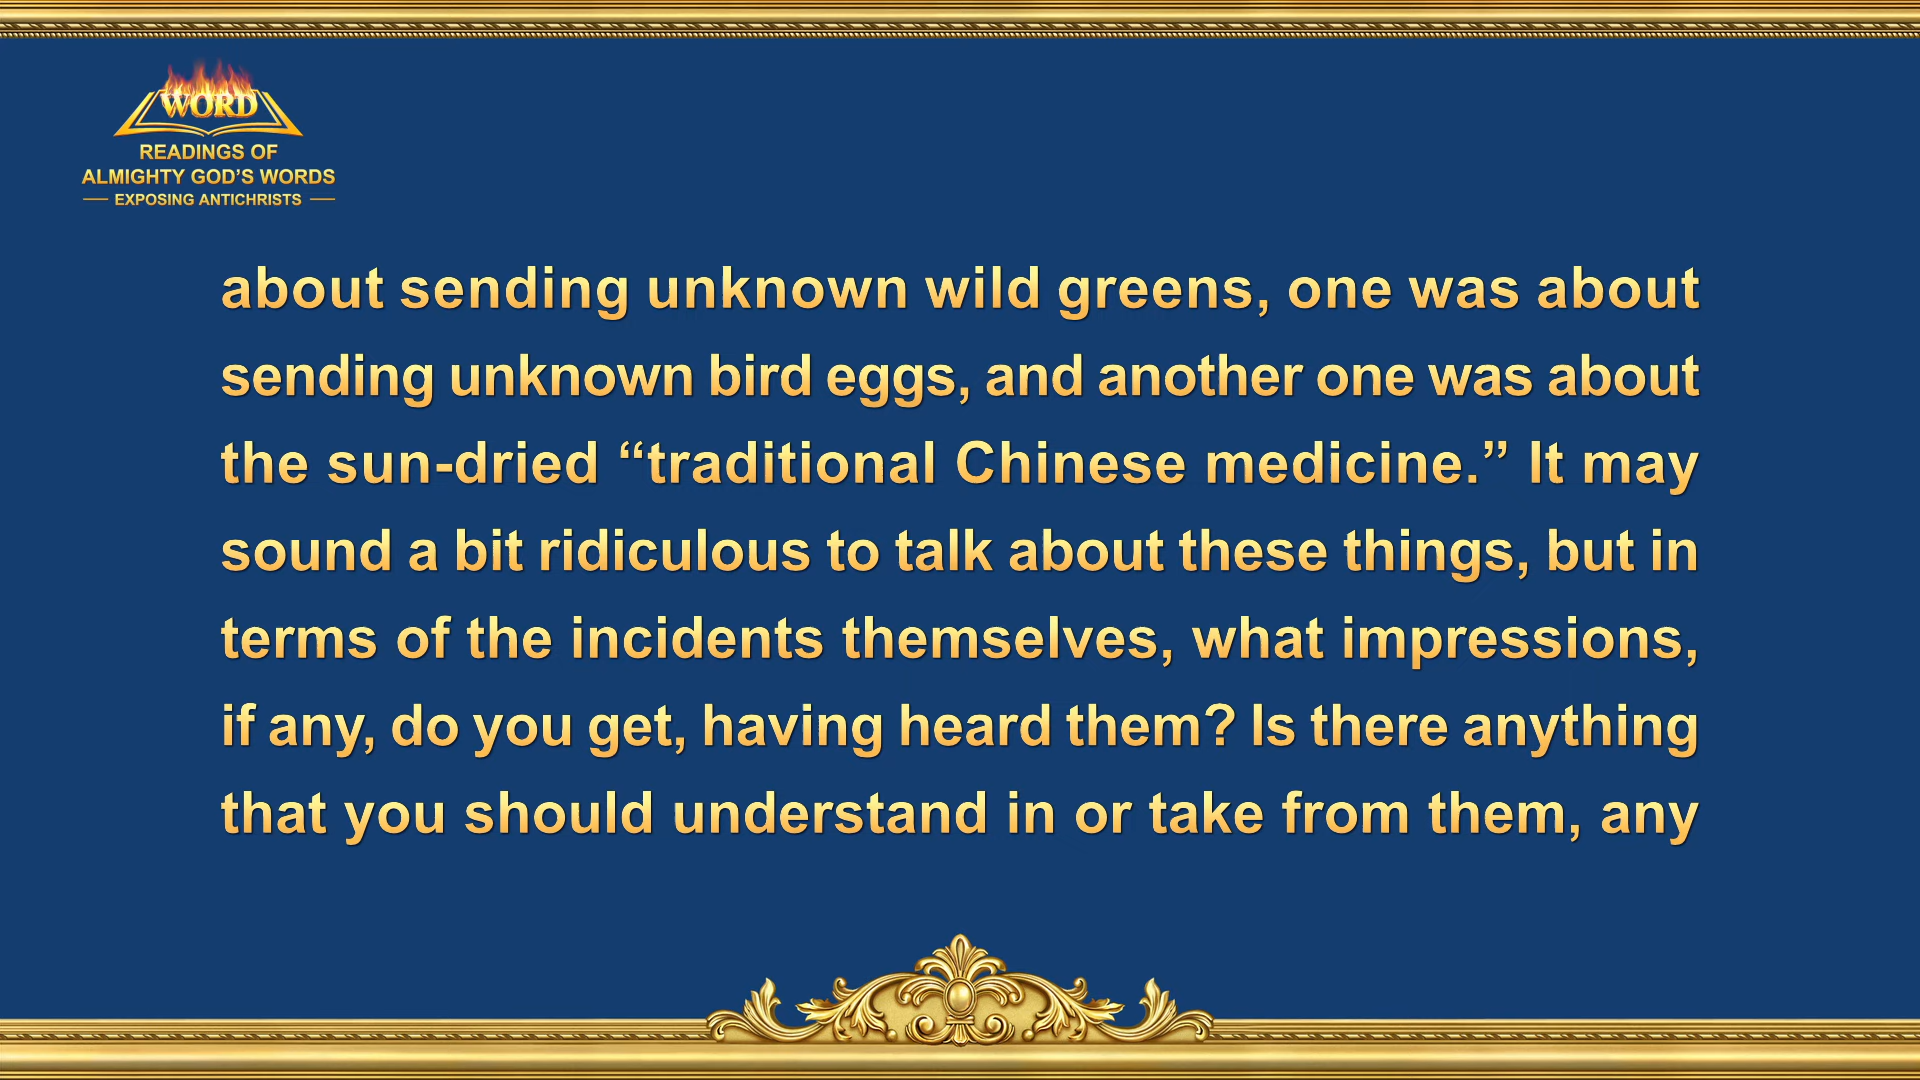 WORD
READINGS OF
ALMIGHTY GOD’S WORDS
EXPOSING ANTICHRISTS
about sending unknown wild greens, one was about
sending unknown bird eggs, and another one was about
the sun-dried “traditional Chinese medicine.” It may
sound a bit ridiculous to talk about these things, but in
terms of the incidents themselves, what impressions,
if any, do you get, having heard them? Is there anything
that you should understand in or take from them, any